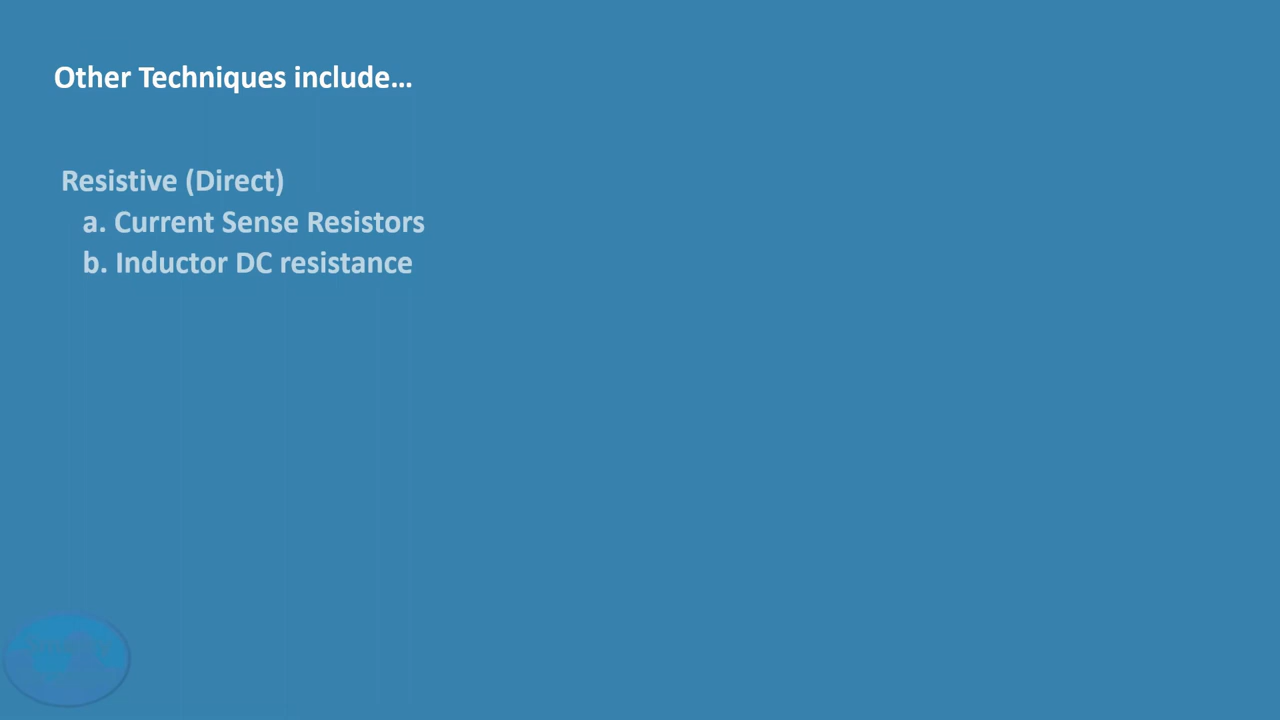 Other Techniques include...
Resistive (Direct)
a. Current Sense Resistors
b. Inductor DC resistance